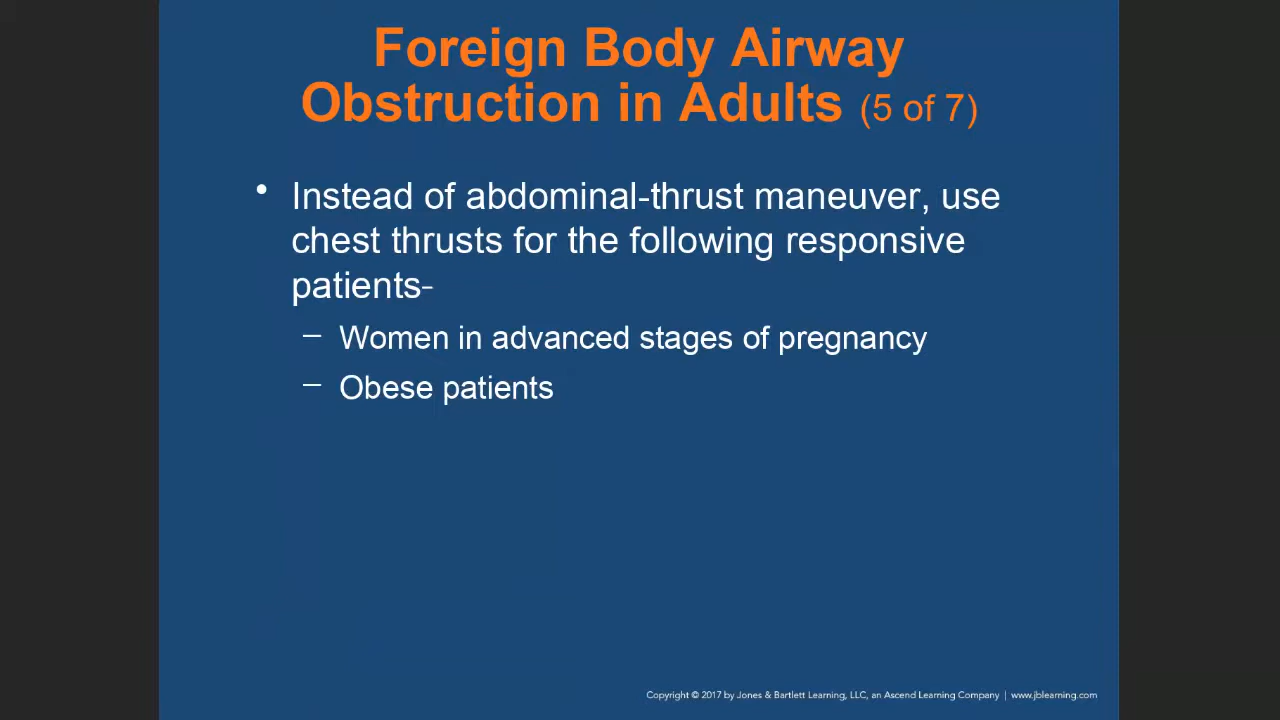 Foreign Body Airway
Obstruction in Adults (5 of 7)
• Instead of abdominal-thrust maneuver, use
chest thrusts for the following responsive
patients-
– Women in advanced stages of pregnancy
– Obese patients
Copyright © 2017 by Jones & Bartlett Learning, LLC, an Ascend Learning Company | www.jblearning.com